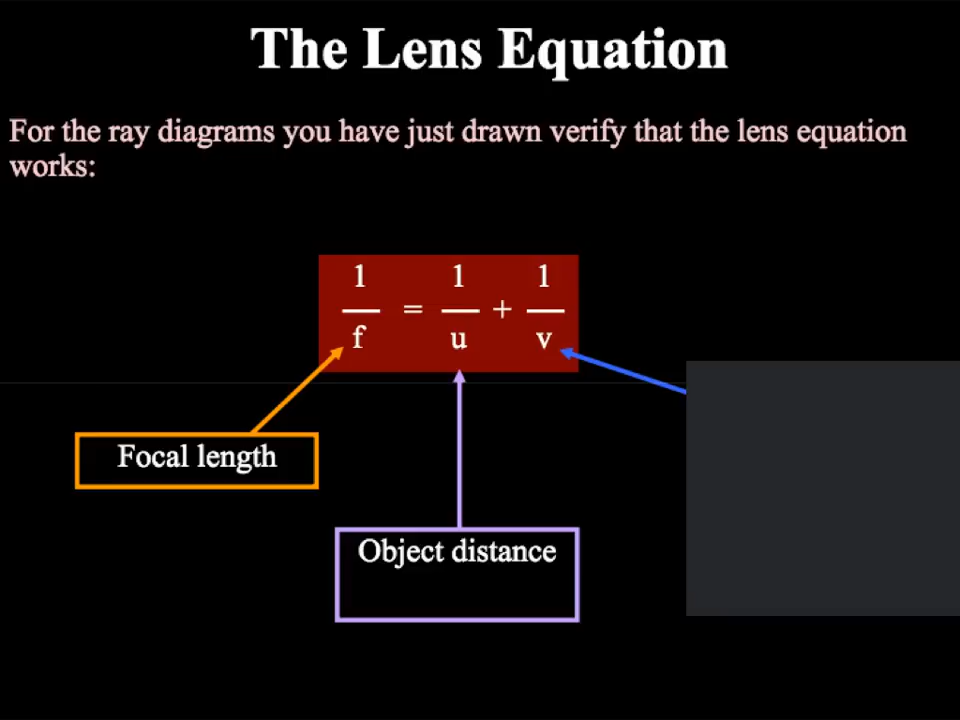 The Lens Equation
For the ray diagrams you have just drawn verify that the lens equation
works:
1 1 1
= +
f u v
Focal length
Object distance